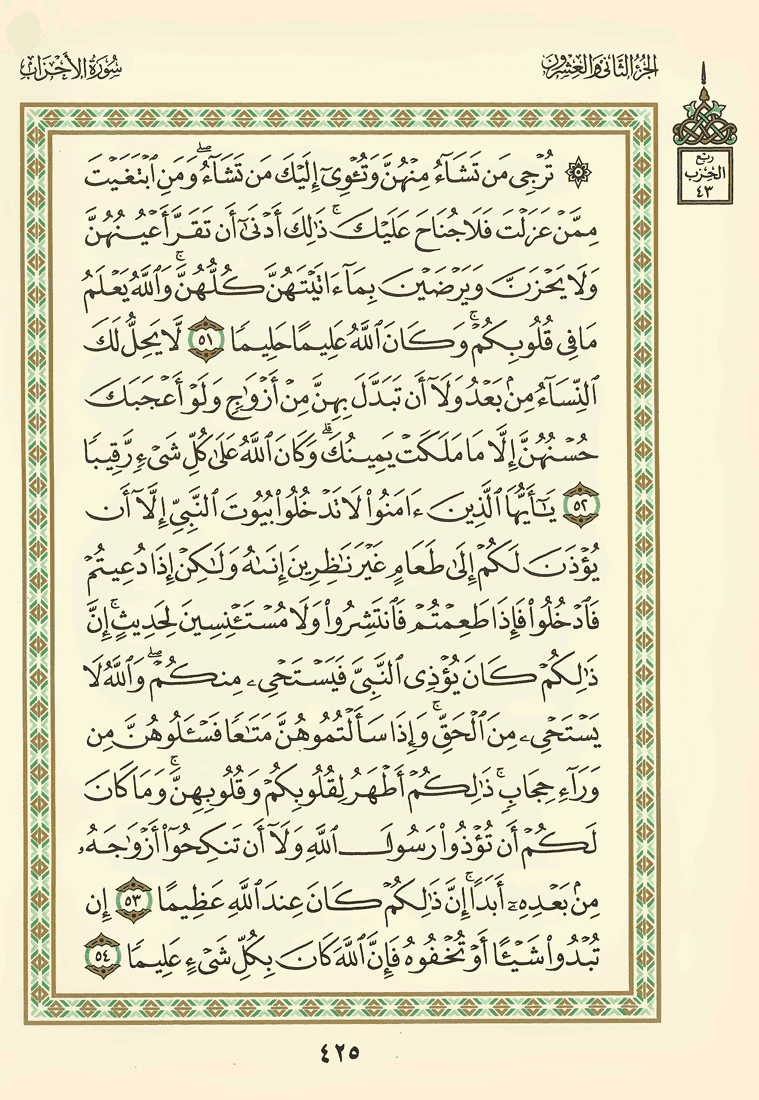 الجزء الثاني والعشرون
سورة الأحزاب
ربع
الحزب
٤٣
۞ تُرْجِى مَن تَشَآءُ مِنْهُنَّ وَتُـْٔوِىٓ إِلَيْكَ مَن تَشَآءُ ۖ وَمَنِ ٱبْتَغَيْتَ
مِمَّنْ عَزَلْتَ فَلَا جُنَاحَ عَلَيْكَ ۚ ذَٰلِكَ أَدْنَىٰٓ أَن تَقَرَّ أَعْيُنُهُنَّ
وَلَا يَحْزَنَّ وَيَرْضَيْنَ بِمَآ ءَاتَيْتَهُنَّ كُلُّهُنَّ ۚ وَٱللَّهُ يَعْلَمُ
مَا فِى قُلُوبِكُمْ ۚ وَكَانَ ٱللَّهُ عَلِيمًا حَلِيمًا ٥١ لَّا يَحِلُّ لَكَ
ٱلنِّسَآءُ مِنۢ بَعْدُ وَلَآ أَن تَبَدَّلَ بِهِنَّ مِنْ أَزْوَٰجٍ وَلَوْ أَعْجَبَكَ
حُسْنُهُنَّ إِلَّا مَا مَلَكَتْ يَمِينُكَ ۗ وَكَانَ ٱللَّهُ عَلَىٰ كُلِّ شَىْءٍ رَّقِيبًا
٥٢ يَـٰٓأَيُّهَا ٱلَّذِينَ ءَامَنُوا۟ لَا تَدْخُلُوا۟ بُيُوتَ ٱلنَّبِىِّ إِلَّآ أَن
يُؤْذَنَ لَكُمْ إِلَىٰ طَعَامٍ غَيْرَ نَـٰظِرِينَ إِنَىٰهُ وَلَـٰكِنْ إِذَا دُعِيتُمْ
فَٱدْخُلُوا۟ فَإِذَا طَعِمْتُمْ فَٱنتَشِرُوا۟ وَلَا مُسْتَـْٔنِسِينَ لِحَدِيثٍ ۚ إِنَّ
ذَٰلِكُمْ كَانَ يُؤْذِى ٱلنَّبِىَّ فَيَسْتَحْىِۦ مِنكُمْ ۖ وَٱللَّهُ لَا
يَسْتَحْىِۦ مِنَ ٱلْحَقِّ ۚ وَإِذَا سَأَلْتُمُوهُنَّ مَتَـٰعًا فَسْـَٔلُوهُنَّ مِن
وَرَآءِ حِجَابٍ ۚ ذَٰلِكُمْ أَطْهَرُ لِقُلُوبِكُمْ وَقُلُوبِهِنَّ ۚ وَمَا كَانَ
لَكُمْ أَن تُؤْذُوا۟ رَسُولَ ٱللَّهِ وَلَآ أَن تَنكِحُوٓا۟ أَزْوَٰجَهُۥ
مِنۢ بَعْدِهِۦٓ أَبَدًا ۚ إِنَّ ذَٰلِكُمْ كَانَ عِندَ ٱللَّهِ عَظِيمًا ٥٣ إِن
تُبْدُوا۟ شَيْـًٔا أَوْ تُخْفُوهُ فَإِنَّ ٱللَّهَ كَانَ بِكُلِّ شَىْءٍ عَلِيمًا ٥٤
٤٢٥